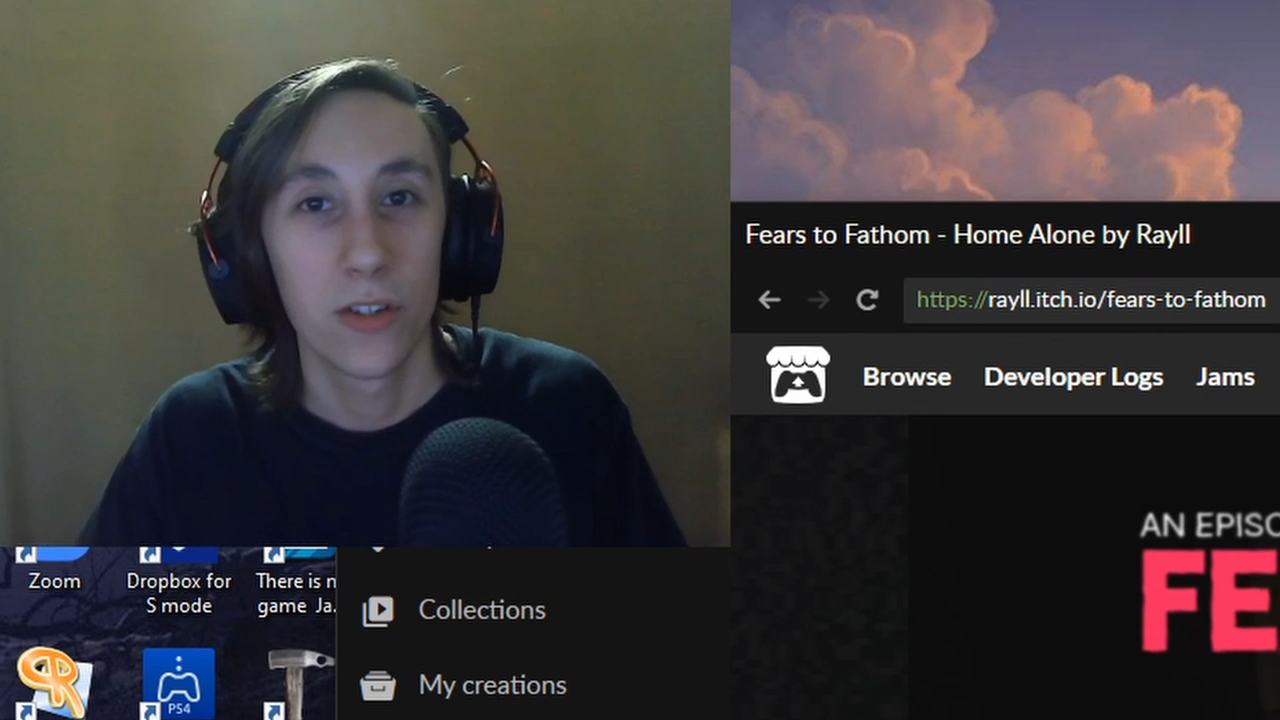 Fears to Fathom - Home Alone by Rayll
https://rayll.itch.io/fears-to-fathom
Browse Developer Logs Jams
AN EPISO
FE
Zoom
Dropbox for
S mode
There is n
game Ja...
Collections
My creations
PS4